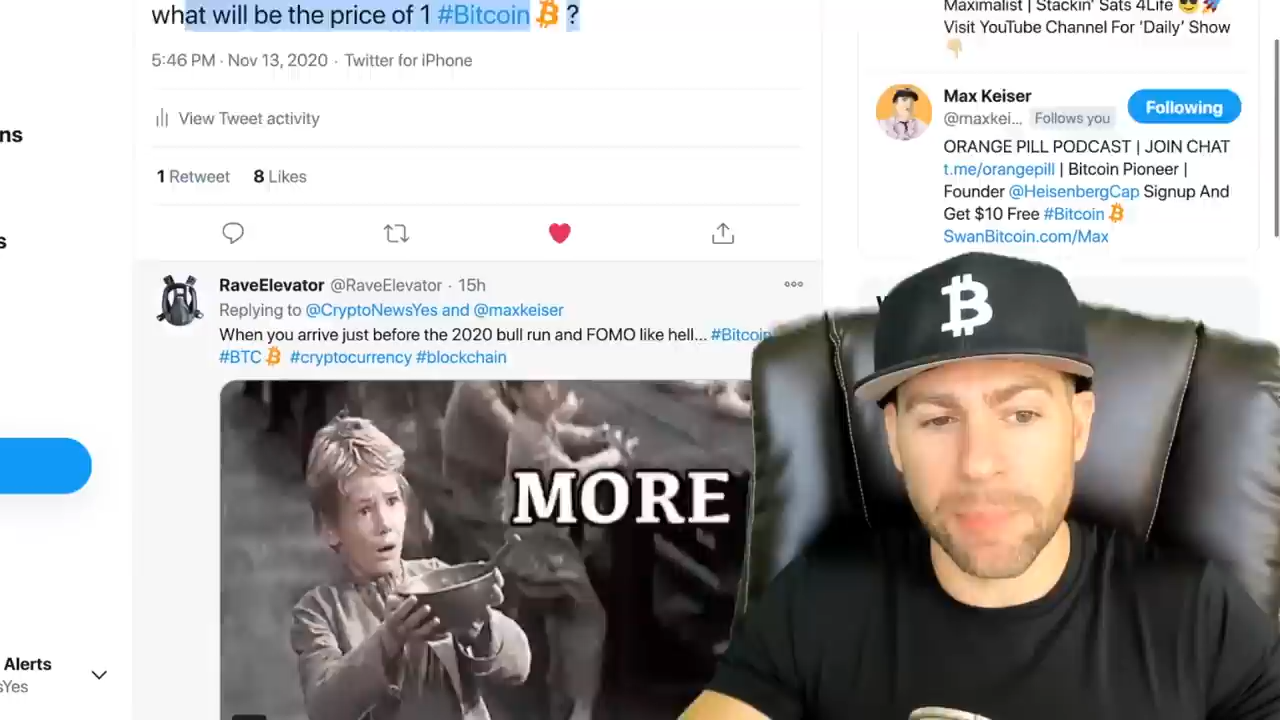 what will be the price of 1 #Bitcoin ?
5:46 PM · Nov 13, 2020 · Twitter for iPhone
View Tweet activity
1 Retweet 8 Likes
RaveElevator @RaveElevator · 15h
Replying to @CryptoNewsYes and @maxkeiser
When you arrive just before the 2020 bull run and FOMO like hell... #Bitcoin
#BTC #cryptocurrency #blockchain
MORE
Maximalist | Stackin' Sats 4Life
Visit YouTube Channel For 'Daily' Show
Max Keiser
@maxkei... Follows you
Following
ORANGE PILL PODCAST | JOIN CHAT
t.me/orangepill | Bitcoin Pioneer |
Founder @HeisenbergCap Signup And
Get $10 Free #Bitcoin
SwanBitcoin.com/Max
ns
s
Alerts
sYes